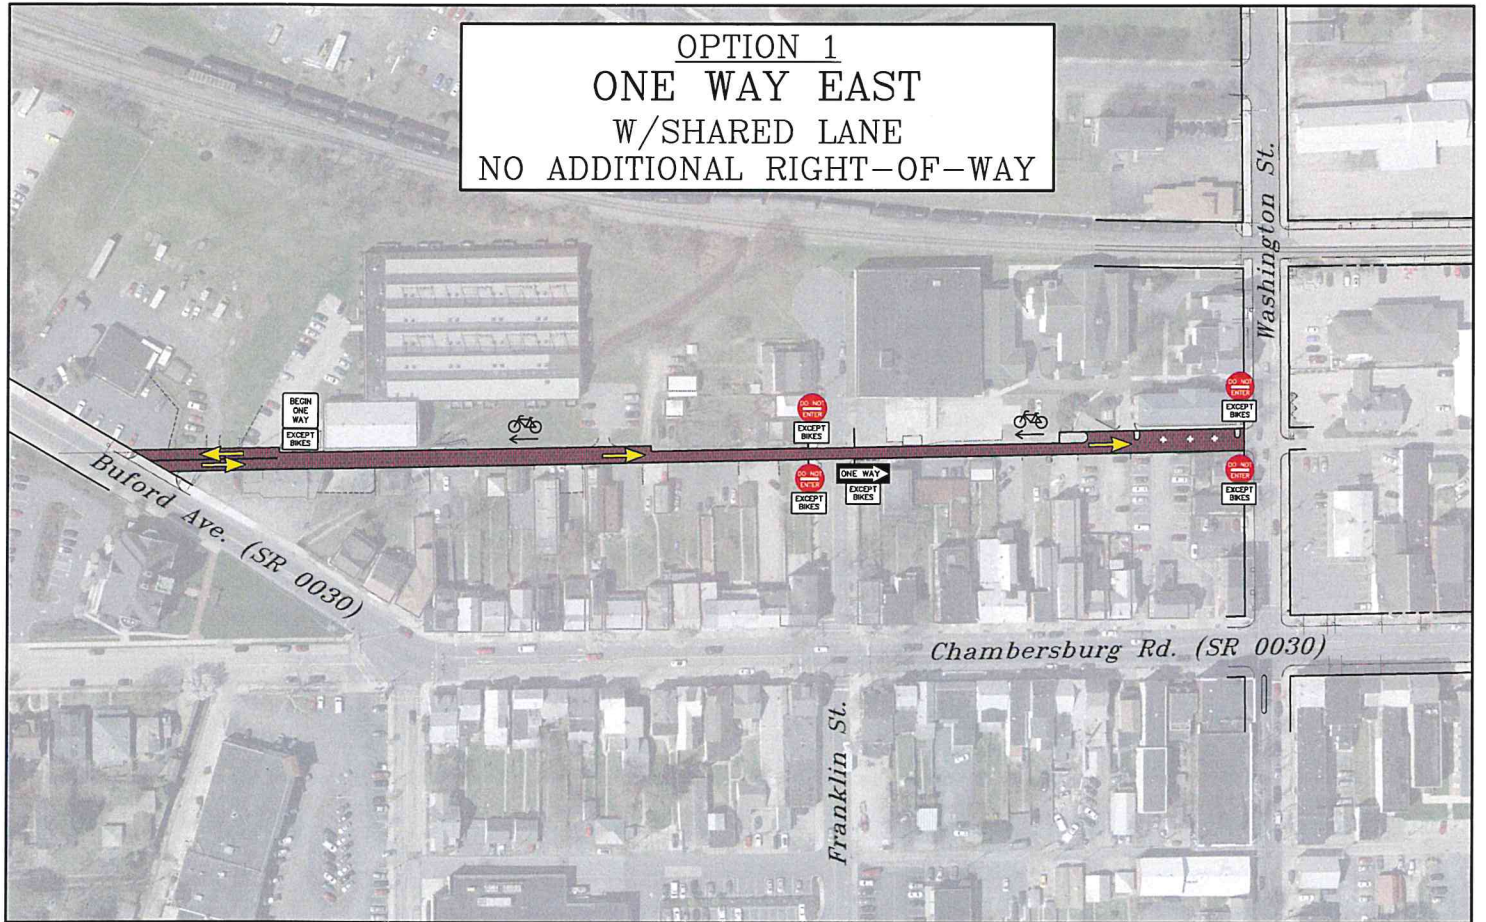 OPTION 1
ONE WAY EAST
W/SHARED LANE
NO ADDITIONAL RIGHT-OF-WAY
Washington St.
BEGIN
ONE
WAY
EXCEPT
BIKES
DO NOT
ENTER
EXCEPT
BIKES
DO NOT
ENTER
EXCEPT
BIKES
DO NOT
ENTER
EXCEPT
BIKES
ONE WAY
EXCEPT
BIKES
DO NOT
ENTER
EXCEPT
BIKES
Buford Ave. (SR 0030)
Chambersburg Rd. (SR 0030)
Franklin St.